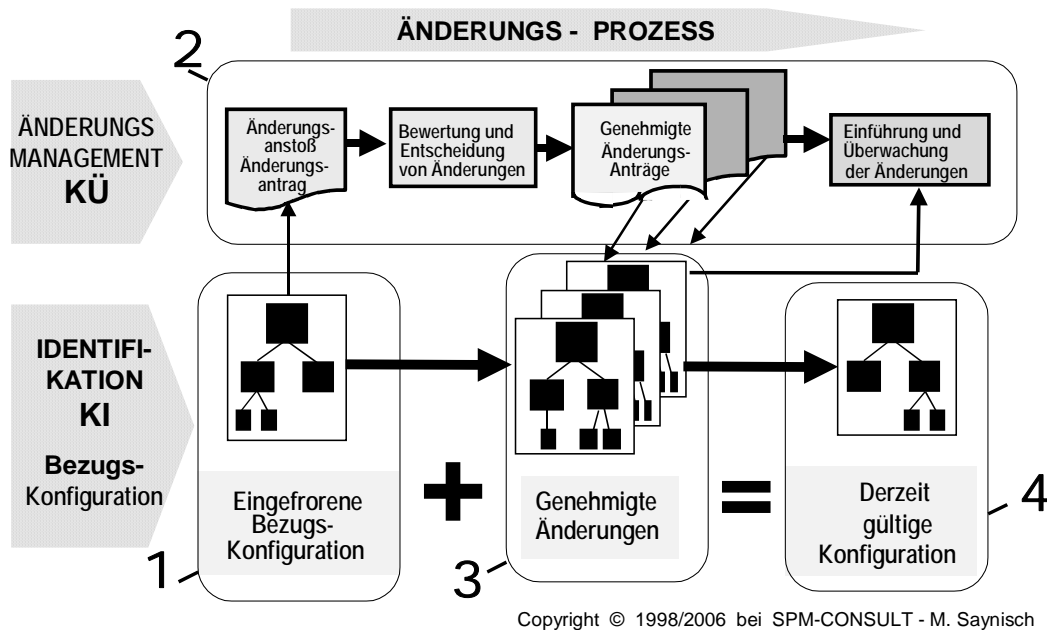 ÄNDERUNGS - PROZESS
2
ÄNDERUNGS
MANAGEMENT
KÜ
Änderungs-
anstoß
Änderungs-
antrag
Bewertung und
Entscheidung
von Änderungen
Genehmigte
Änderungs-
Anträge
Einführung und
Überwachung
der Änderungen
IDENTIFI-
KATION
KI
Bezugs-
Konfiguration
Eingefrorene
Bezugs-
Konfiguration
1
+
Genehmigte
Änderungen
3
=
Derzeit
gültige
Konfiguration
4
Copyright © 1998/2006 bei SPM-CONSULT - M. Saynisch